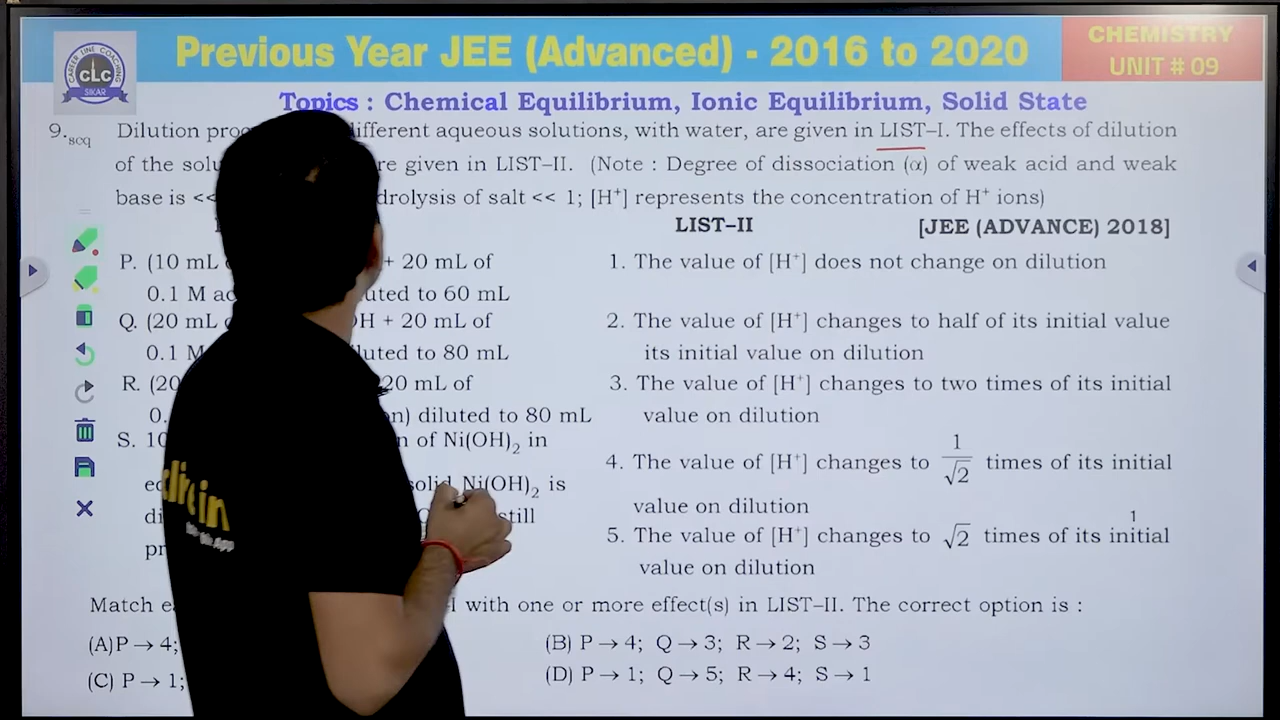 Previous Year JEE (Advanced) - 2016 to 2020
CHEMISTRY
UNIT # 09
CAREER LINE COACHING
CLC
SIKAR
Topics : Chemical Equilibrium, Ionic Equilibrium, Solid State
9.scq Dilution different aqueous solutions, with water, are given in LIST–I. The effects of dilution
of the are given in LIST–II. (Note : Degree of dissociation (α) of weak acid and weak
base is << of salt << 1; [H⁺] represents the concentration of H⁺ ions)
LIST–II [JEE (ADVANCE) 2018]
P. (10 mL + 20 mL of
0.1 M to 60 mL
1. The value of [H⁺] does not change on dilution
Q. (20 mL + 20 mL of
0.1 M to 80 mL
2. The value of [H⁺] changes to half of its initial value
its initial value on dilution
R. (20 20 mL of
diluted to 80 mL
3. The value of [H⁺] changes to two times of its initial
value on dilution
S. 10 of Ni(OH)₂ in
solid Ni(OH)₂ is
still
4. The value of [H⁺] changes to 1/√2 times of its initial
value on dilution
1
5. The value of [H⁺] changes to √2 times of its initial
value on dilution
Match with one or more effect(s) in LIST–II. The correct option is :
(A)P → 4;
(B) P → 4; Q → 3; R → 2; S → 3
(C) P → 1;
(D) P → 1; Q → 5; R → 4; S → 1